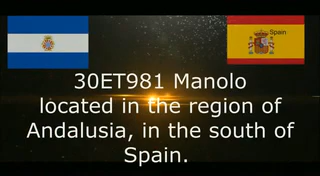 Spain
30ET981 Manolo
located in the region of
Andalusia, in the south of
Spain.